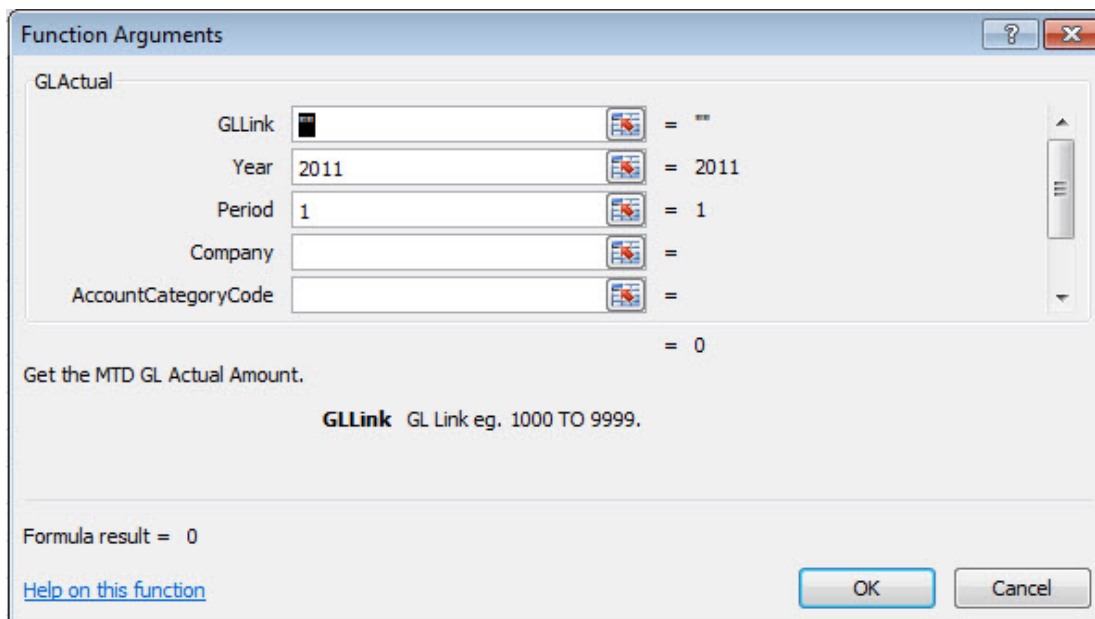 Function Arguments
GLActual
GLLink "" = ""
Year 2011 = 2011
Period 1 = 1
Company =
AccountCategoryCode =
= 0
Get the MTD GL Actual Amount.
GLLink GL Link eg. 1000 TO 9999.
Formula result = 0
Help on this function OK Cancel